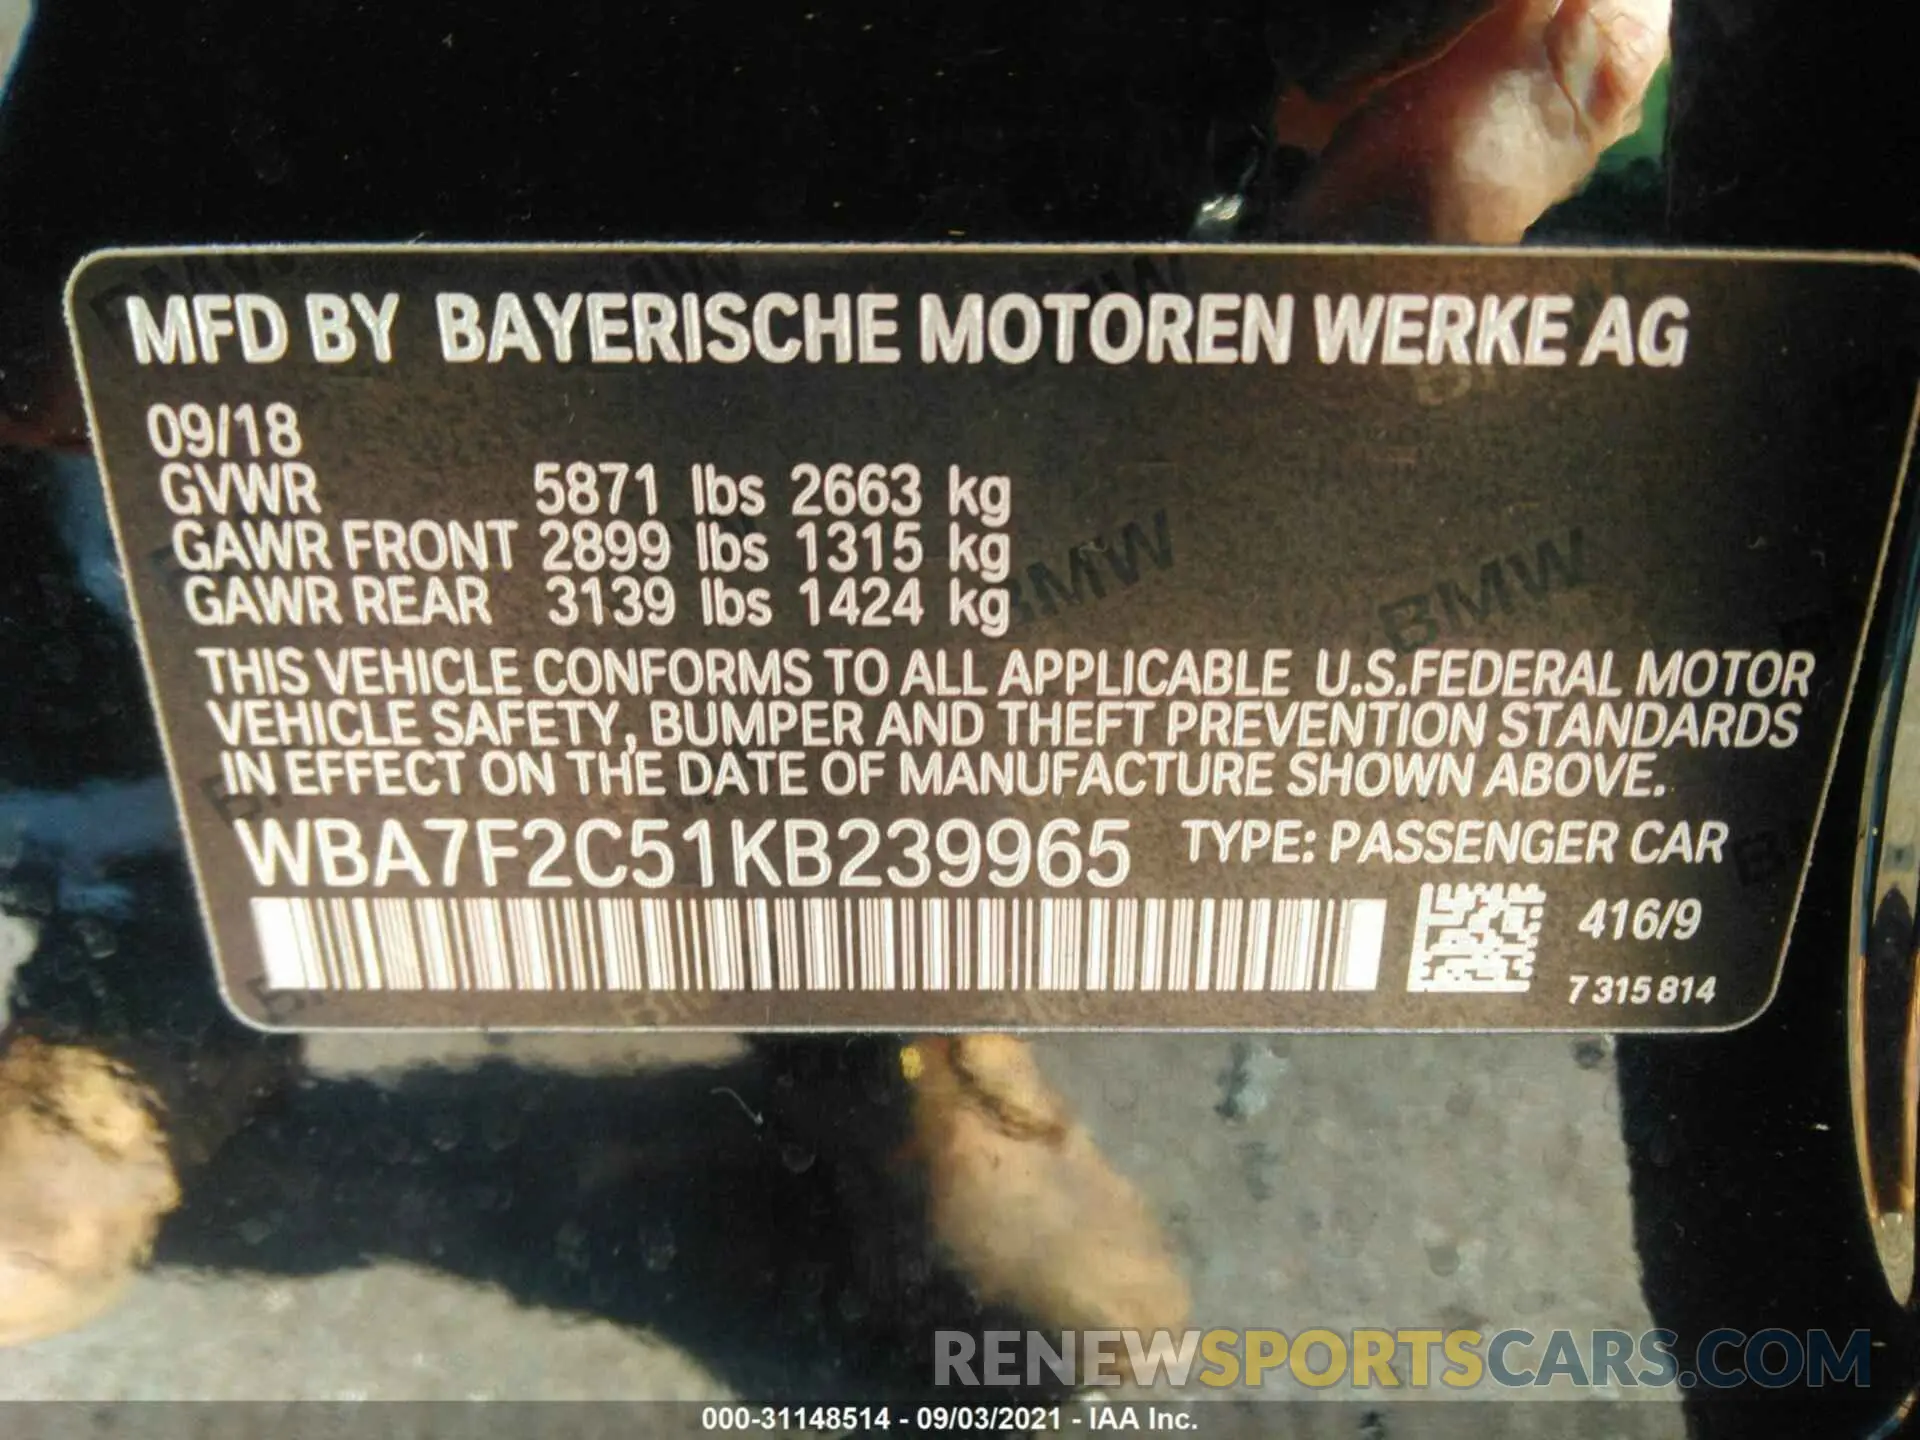 MFD BY BAYERISCHE MOTOREN WERKE AG
09/18
GVWR 5871 lbs 2663 kg
GAWR FRONT 2899 lbs 1315 kg
GAWR REAR 3139 lbs 1424 kg
THIS VEHICLE CONFORMS TO ALL APPLICABLE U.S.FEDERAL MOTOR
VEHICLE SAFETY, BUMPER AND THEFT PREVENTION STANDARDS
IN EFFECT ON THE DATE OF MANUFACTURE SHOWN ABOVE.
WBA7F2C51KB239965 TYPE: PASSENGER CAR
416/9
7 315 814
RENEWSPORTSCARS.COM
000-31148514 - 09/03/2021 - IAA Inc.